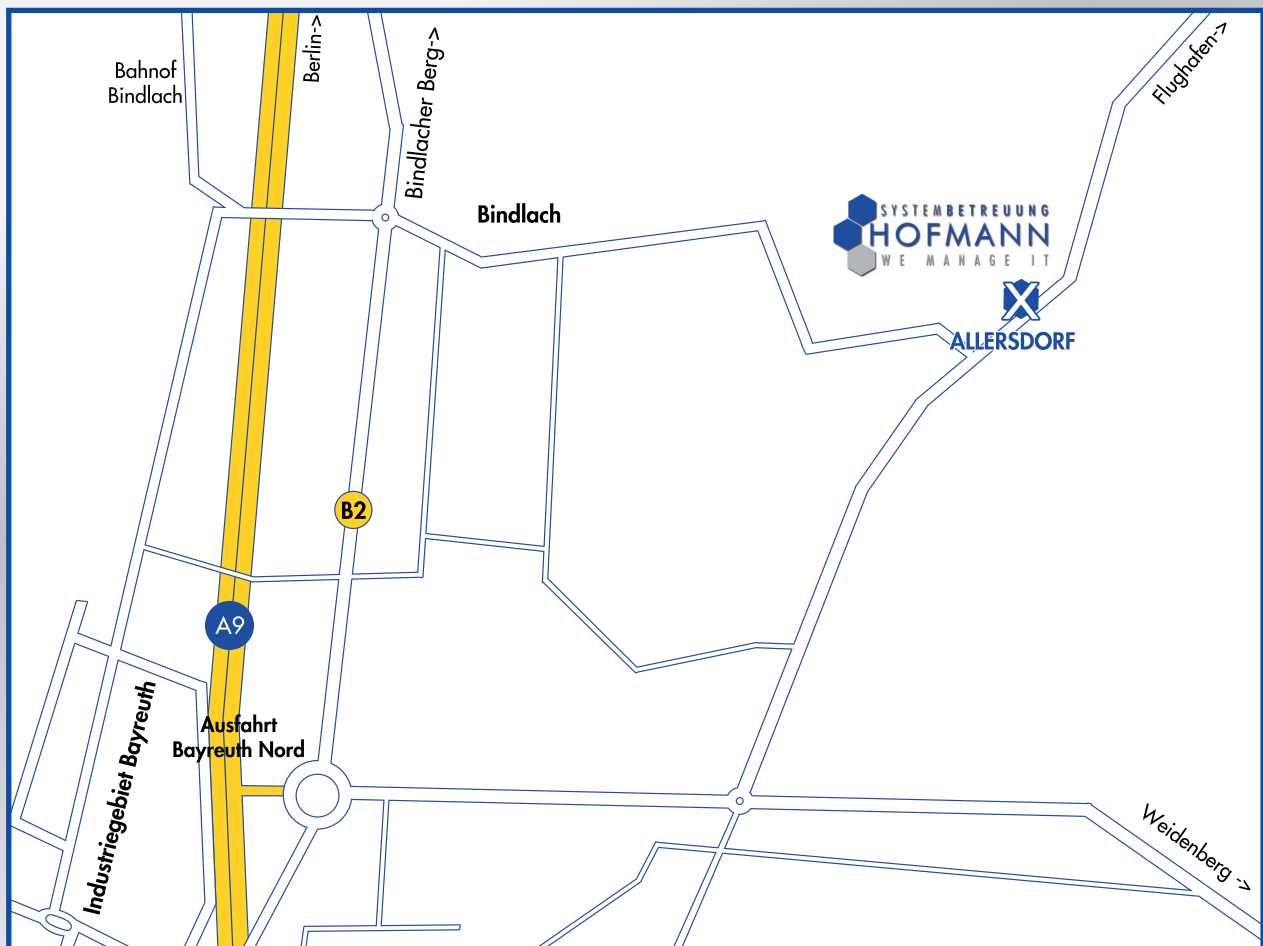 Berlin->
Bindlacher Berg->
Flughafen->
Bahnof
Bindlach
Bindlach
SYSTEMBETREUUNG
HOFMANN
WE MANAGE IT
X
ALLERSDORF
B2
A9
Ausfahrt
Bayreuth Nord
Industriegebiet Bayreuth
Weidenberg ->